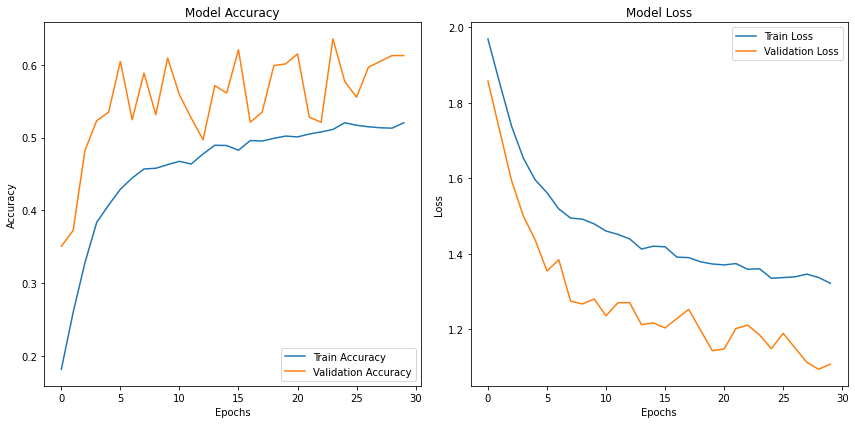 Model Accuracy
Accuracy
0.6
0.5
0.4
0.3
0.2
0
5
10
15
20
25
30
Epochs
Train Accuracy
Validation Accuracy
Model Loss
Loss
2.0
1.8
1.6
1.4
1.2
0
5
10
15
20
25
30
Epochs
Train Loss
Validation Loss